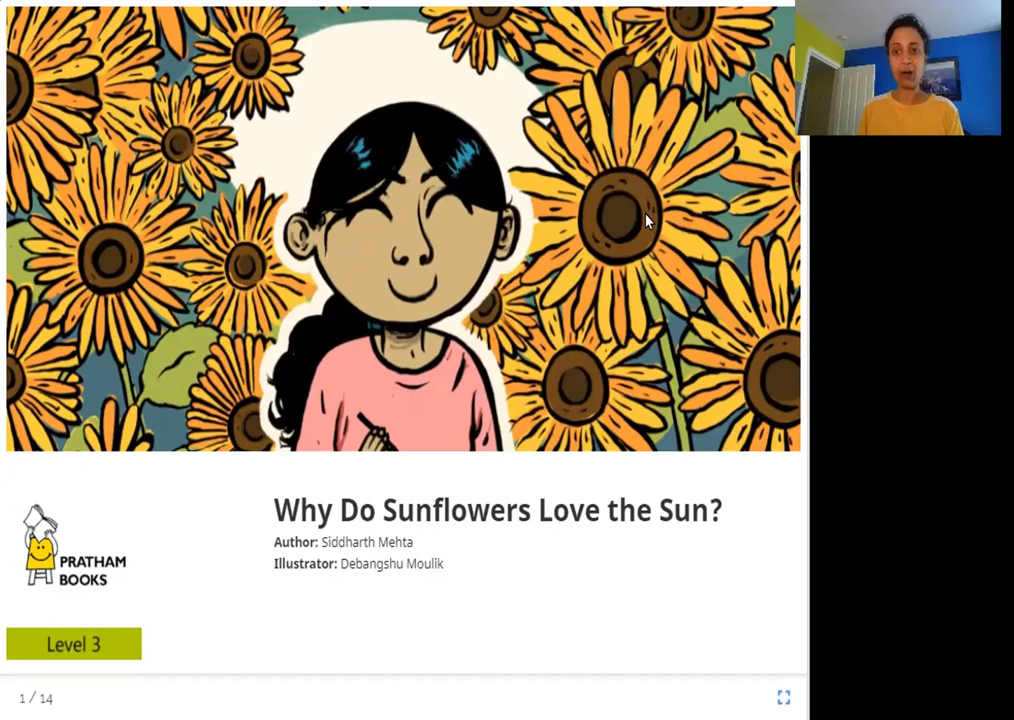 Why Do Sunflowers Love the Sun?
Author: Siddharth Mehta
Illustrator: Debangshu Moulik
PRATHAM
BOOKS
Level 3
1 / 14